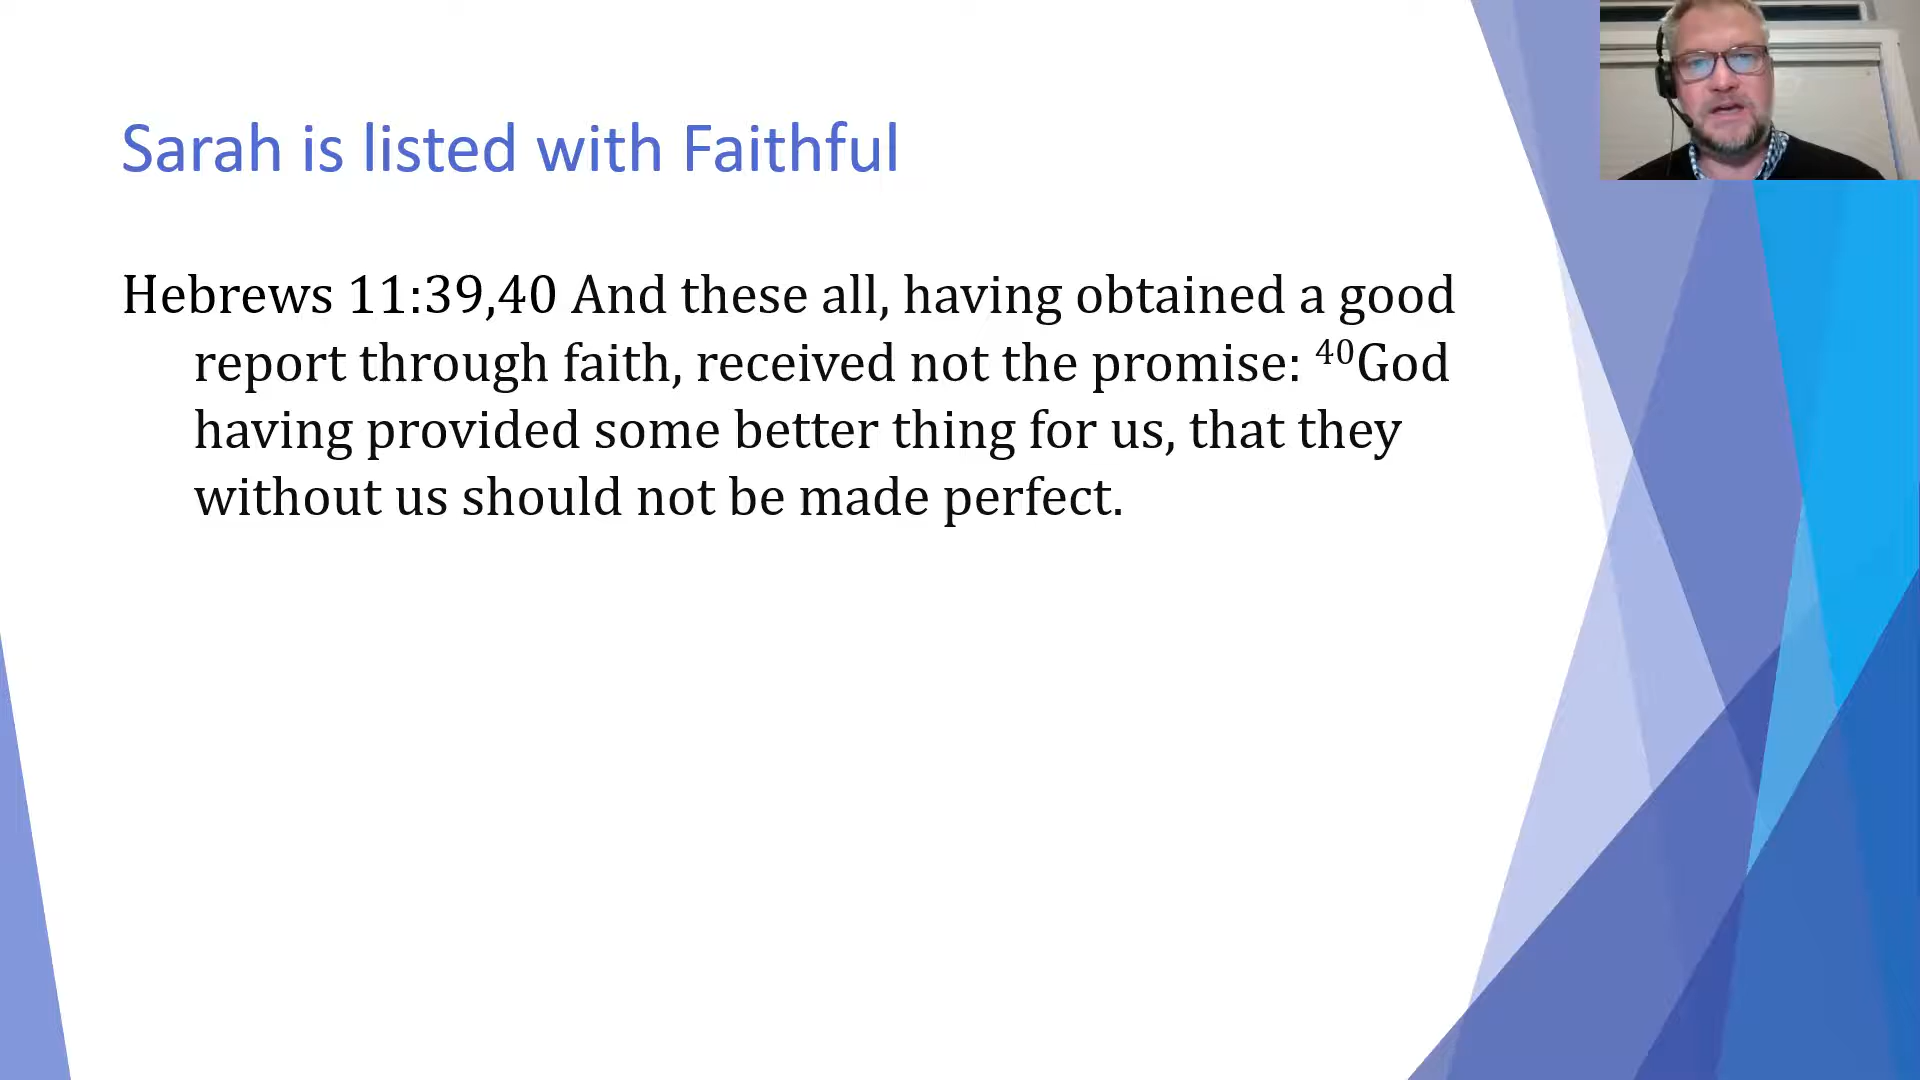 Sarah is listed with Faithful
Hebrews 11:39,40 And these all, having obtained a good
report through faith, received not the promise: ⁴⁰God
having provided some better thing for us, that they
without us should not be made perfect.